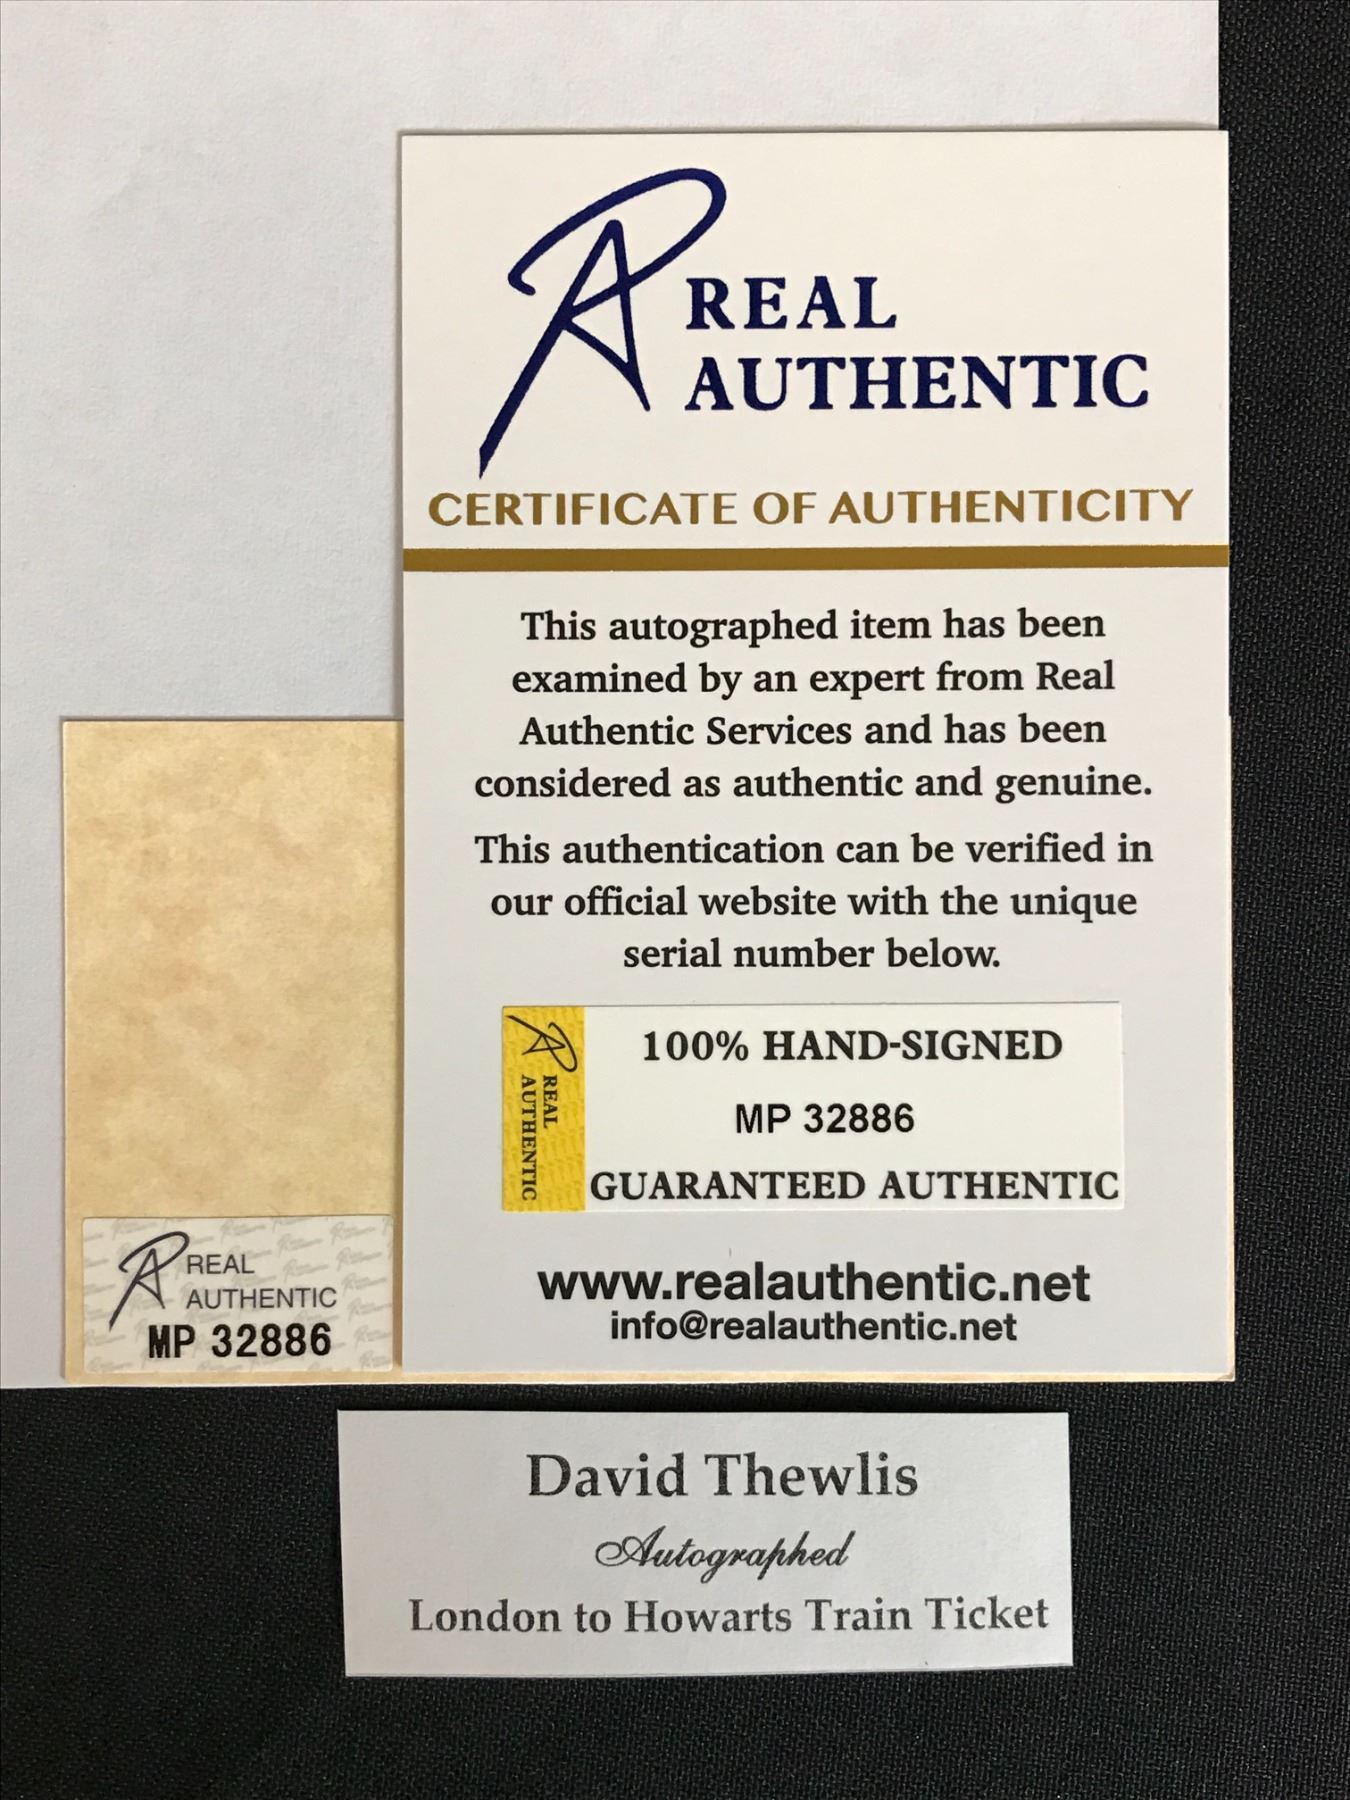 REAL
AUTHENTIC
CERTIFICATE OF AUTHENTICITY
This autographed item has been
examined by an expert from Real
Authentic Services and has been
considered as authentic and genuine.
This authentication can be verified in
our official website with the unique
serial number below.
REAL
AUTHENTIC
100% HAND-SIGNED
MP 32886
GUARANTEED AUTHENTIC
www.realauthentic.net
info@realauthentic.net
REAL
AUTHENTIC
MP 32886
David Thewlis
Autographed
London to Howarts Train Ticket